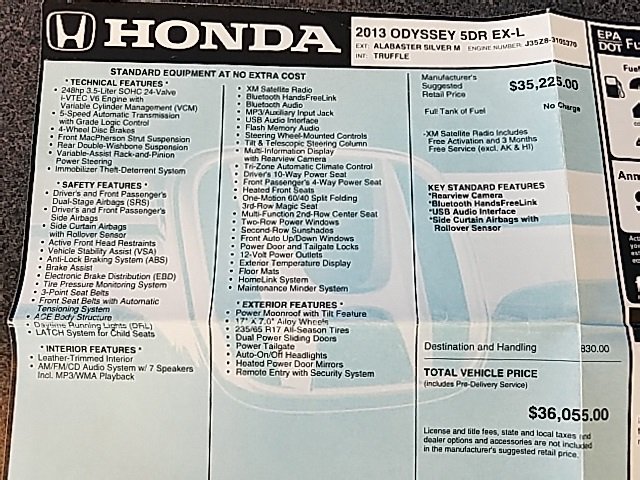 HONDA
2013 ODYSSEY 5DR EX-L
EXT: ALABASTER SILVER M ENGINE NUMBER: J35Z8-3105370
INT: TRUFFLE
EPA
DOT
STANDARD EQUIPMENT AT NO EXTRA COST
* TECHNICAL FEATURES *
• 248hp 3.5-Liter SOHC 24-Valve
i-VTEC V6 Engine with
Variable Cylinder Management (VCM)
• 5-Speed Automatic Transmission
with Grade Logic Control
• 4-Wheel Disc Brakes
• Front MacPherson Strut Suspension
• Rear Double-Wishbone Suspension
• Variable-Assist Rack-and-Pinion
Power Steering
• Immobilizer Theft-Deterrent System
* SAFETY FEATURES *
• Driver's and Front Passenger's
Dual-Stage Airbags (SRS)
• Driver's and Front Passenger's
Side Airbags
• Side Curtain Airbags
with Rollover Sensor
• Active Front Head Restraints
• Vehicle Stability Assist (VSA)
• Anti-Lock Braking System (ABS)
• Brake Assist
• Electronic Brake Distribution (EBD)
• Tire Pressure Monitoring System
• 3-Point Seat Belts
• Front Seat Belts with Automatic
Tensioning System
• ACE Body Structure
• Daytime Running Lights (DRL)
• LATCH System for Child Seats
* INTERIOR FEATURES *
• Leather-Trimmed Interior
• AM/FM/CD Audio System w/ 7 Speakers
Incl. MP3/WMA Playback
• XM Satellite Radio
• Bluetooth HandsFreeLink
• Bluetooth Audio
• MP3/Auxiliary Input Jack
• USB Audio Interface
• Flash Memory Audio
• Steering Wheel-Mounted Controls
• Tilt & Telescopic Steering Column
• Multi-Information Display
with Rearview Camera
• Tri-Zone Automatic Climate Control
• Driver's 10-Way Power Seat
• Front Passenger's 4-Way Power Seat
• Heated Front Seats
• One-Motion 60/40 Split Folding
3rd-Row Magic Seat
• Multi-Function 2nd-Row Center Seat
• Two-Row Power Windows
• Second-Row Sunshades
• Front Auto Up/Down Windows
• Power Door and Tailgate Locks
• 12-Volt Power Outlets
• Exterior Temperature Display
• Floor Mats
• HomeLink System
• Maintenance Minder System
* EXTERIOR FEATURES *
• Power Moonroof with Tilt Feature
• 17" X 7.0" Alloy Wheels
• 235/65 R17 All-Season Tires
• Dual Power Sliding Doors
• Power Tailgate
• Auto-On/Off Headlights
• Heated Power Door Mirrors
• Remote Entry with Security System
Manufacturer's
Suggested
Retail Price $35,225.00
Full Tank of Fuel No Charge
-XM Satellite Radio Includes
Free Activation and 3 Months
Free Service (excl. AK & HI)
KEY STANDARD FEATURES
*Rearview Camera
*Bluetooth HandsFreeLink
*USB Audio Interface
*Side Curtain Airbags with
Rollover Sensor
Destination and Handling 830.00
TOTAL VEHICLE PRICE
(includes Pre-Delivery Service)
$36,055.00
License and title fees, state and local taxes and
dealer options and accessories are not included
in the manufacturer's suggested retail price.